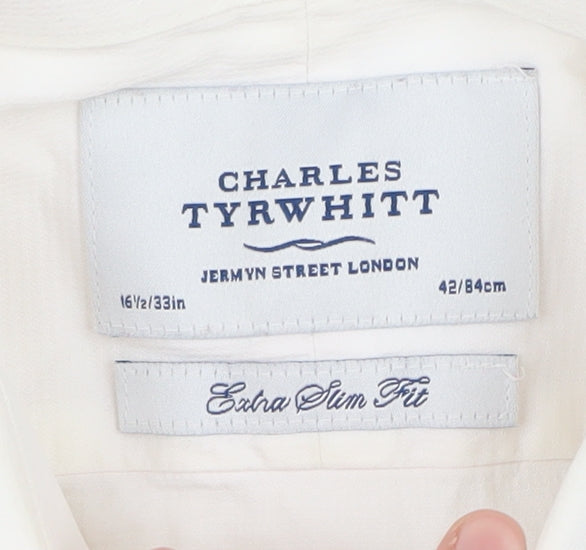 CHARLES
TYRWHITT
JERMYN STREET LONDON
16½/33in
42/84cm
Extra Slim Fit